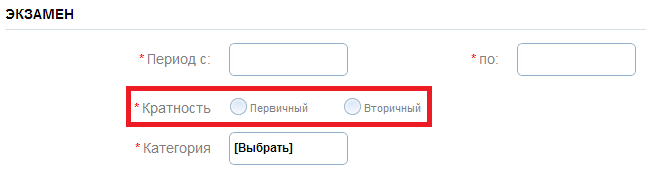 ЭКЗАМЕН
* Период с: * по:
* Кратность Первичный Вторичный
* Категория [Выбрать]